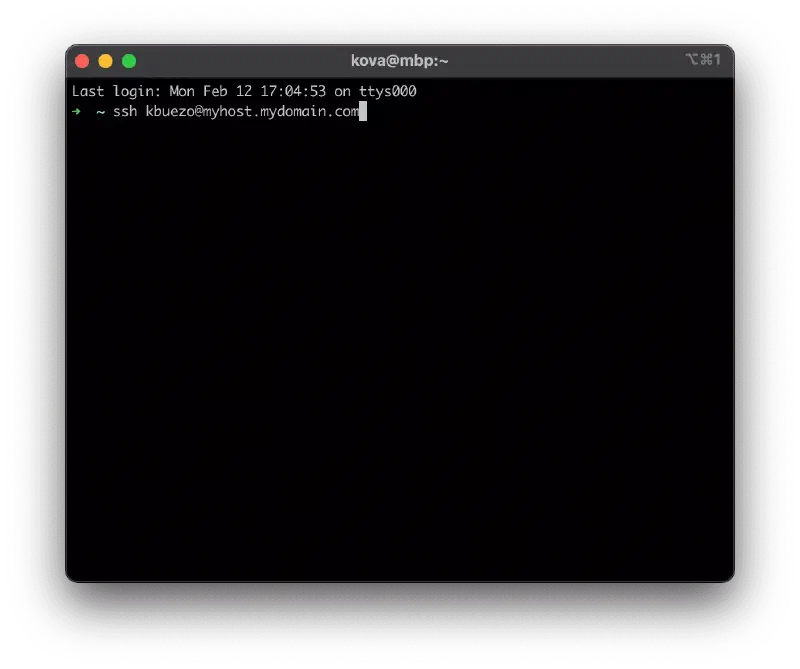 kova@mbp:~ ⌥⌘1
Last login: Mon Feb 12 17:04:53 on ttys000
➜ ~ ssh kbuezo@myhost.mydomain.com